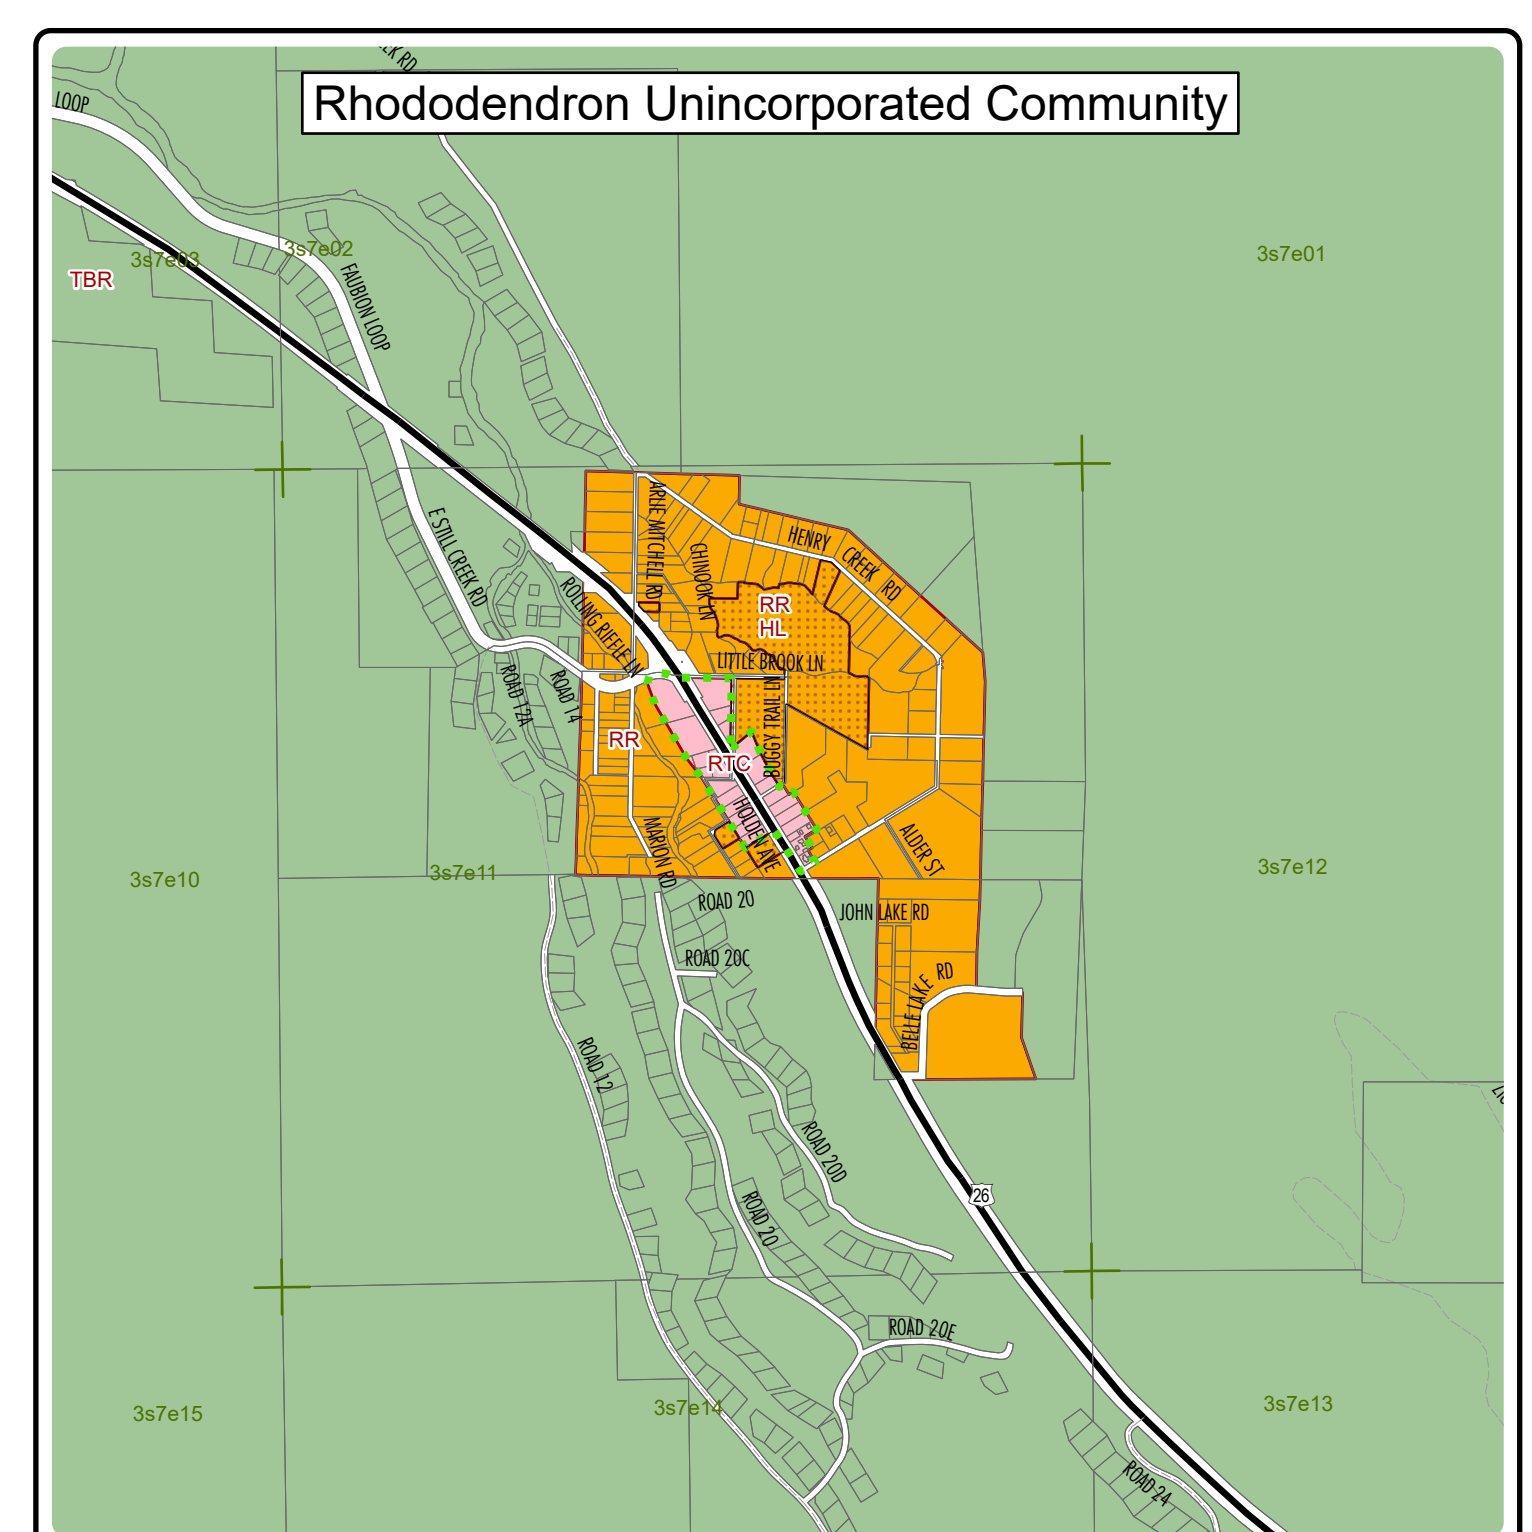 EK RD
LOOP
Rhododendron Unincorporated Community
3s7e03
3s7e02
3s7e01
TBR
FAUBION LOOP
E STILL CREEK RD
ARLIE MITCHELL RD
CHINOOK LN
HENRY CREEK RD
ROLLING RIFFLE LN
RR
HL
LITTLE BROOK LN
BUGGY TRAIL LN
ROAD 12A
ROAD 14
RR
RTC
HOLDEN AVE
MARION RD
ALDER ST
3s7e10
3s7e11
3s7e12
ROAD 20
JOHN LAKE RD
ROAD 20C
BELLE LAKE RD
ROAD 12
ROAD 20D
26
ROAD 20
ROAD 20E
3s7e15
3s7e14
3s7e13
ROAD 24